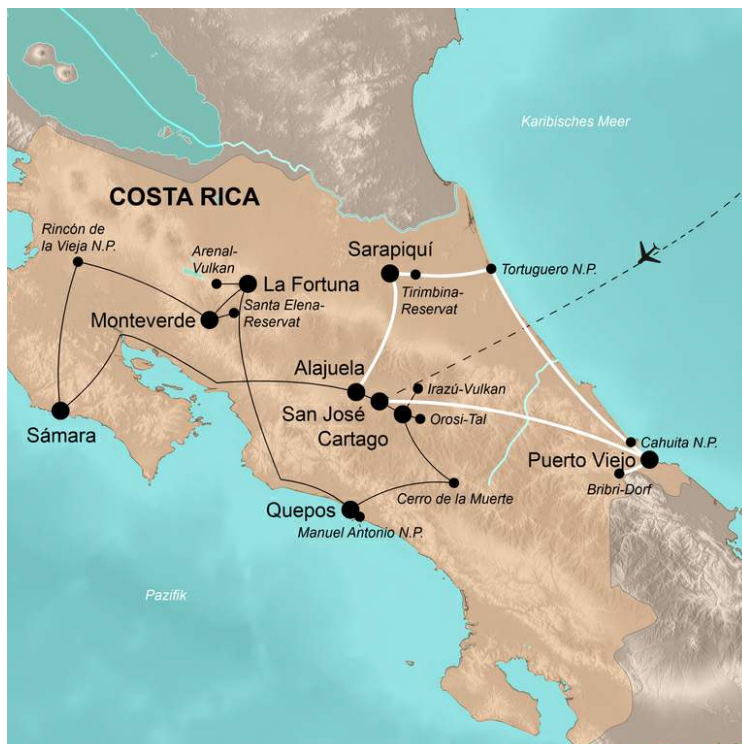 Karibisches Meer
COSTA RICA
Rincón de
la Vieja N.P.
Arenal-
Vulkan
La Fortuna
Santa Elena-
Reservat
Monteverde
Sarapiquí
Tirimbina-
Reservat
Tortuguero N.P.
Alajuela
Irazú-Vulkan
San José
Orosi-Tal
Cartago
Sámara
Cahuita N.P.
Puerto Viejo
Bribri-Dorf
Cerro de la Muerte
Quepos
Manuel Antonio N.P.
Pazifik